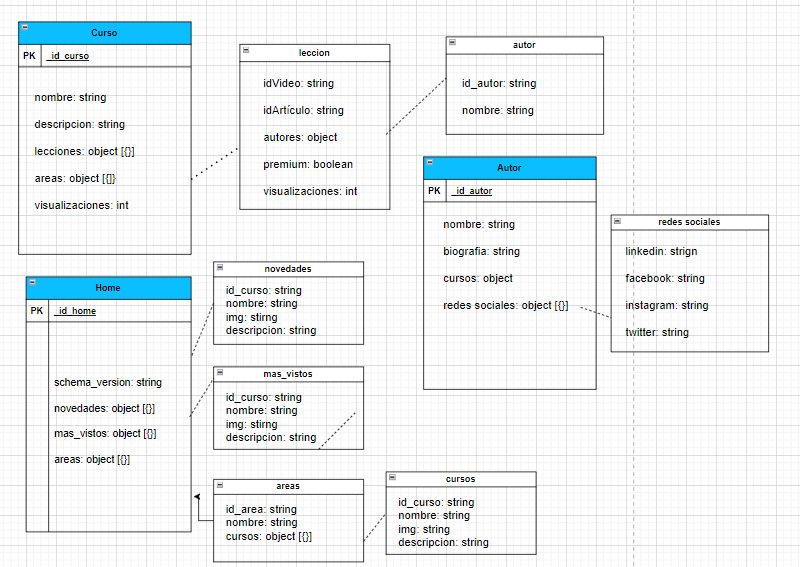 Curso
PK _id_curso
nombre: string
descripcion: string
lecciones: object [{}]
areas: object [{]}
visualizaciones: int
leccion
idVideo: string
idArtículo: string
autores: object
premium: boolean
visualizaciones: int
autor
id_autor: string
nombre: string
Autor
PK _id_autor
nombre: string
biografia: string
cursos: object
redes sociales: object [{}]
redes sociales
linkedin: strign
facebook: string
instagram: string
twitter: string
Home
PK _id_home
schema_version: string
novedades: object [{}]
mas_vistos: object [{}]
areas: object [{}]
novedades
id_curso: string
nombre: string
img: stirng
descripcion: string
mas_vistos
id_curso: string
nombre: string
img: stirng
descripcion: string
areas
id_area: string
nombre: string
cursos: object [{}]
cursos
id_curso: string
nombre: string
img: string
descripcion: string